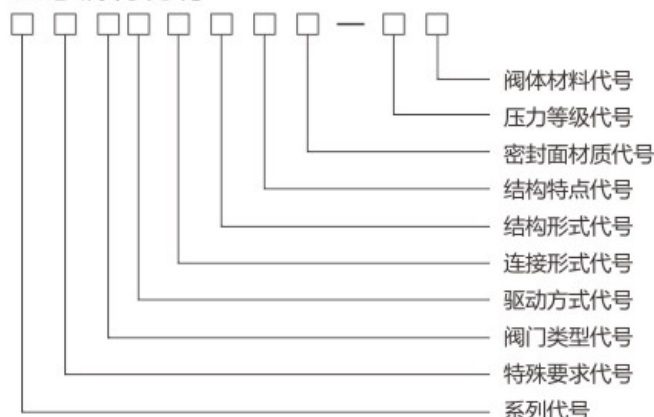 阀体材料代号
压力等级代号
密封面材质代号
结构特点代号
结构形式代号
连接形式代号
驱动方式代号
阀门类型代号
特殊要求代号
系列代号